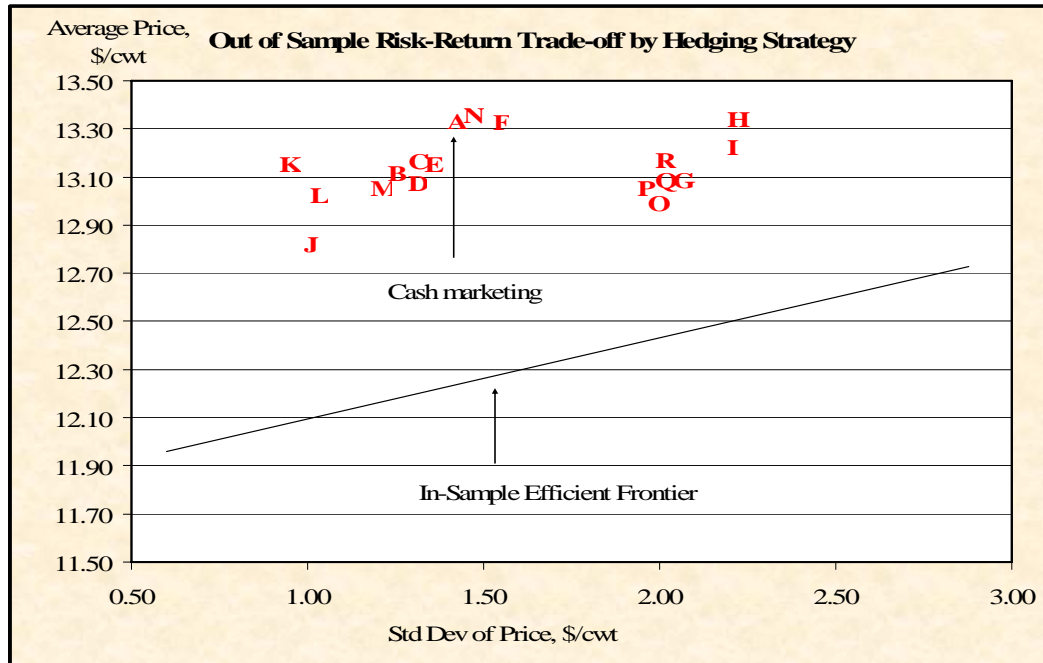 Average Price,
$/cwt
Out of Sample Risk-Return Trade-off by Hedging Strategy
13.50
13.30
13.10
12.90
12.70
12.50
12.30
12.10
11.90
11.70
11.50
A N F
H
I
K
L
J
M B C E
D
R
P Q G
O
Cash marketing
In-Sample Efficient Frontier
0.50 1.00 1.50 2.00 2.50 3.00
Std Dev of Price, $/cwt